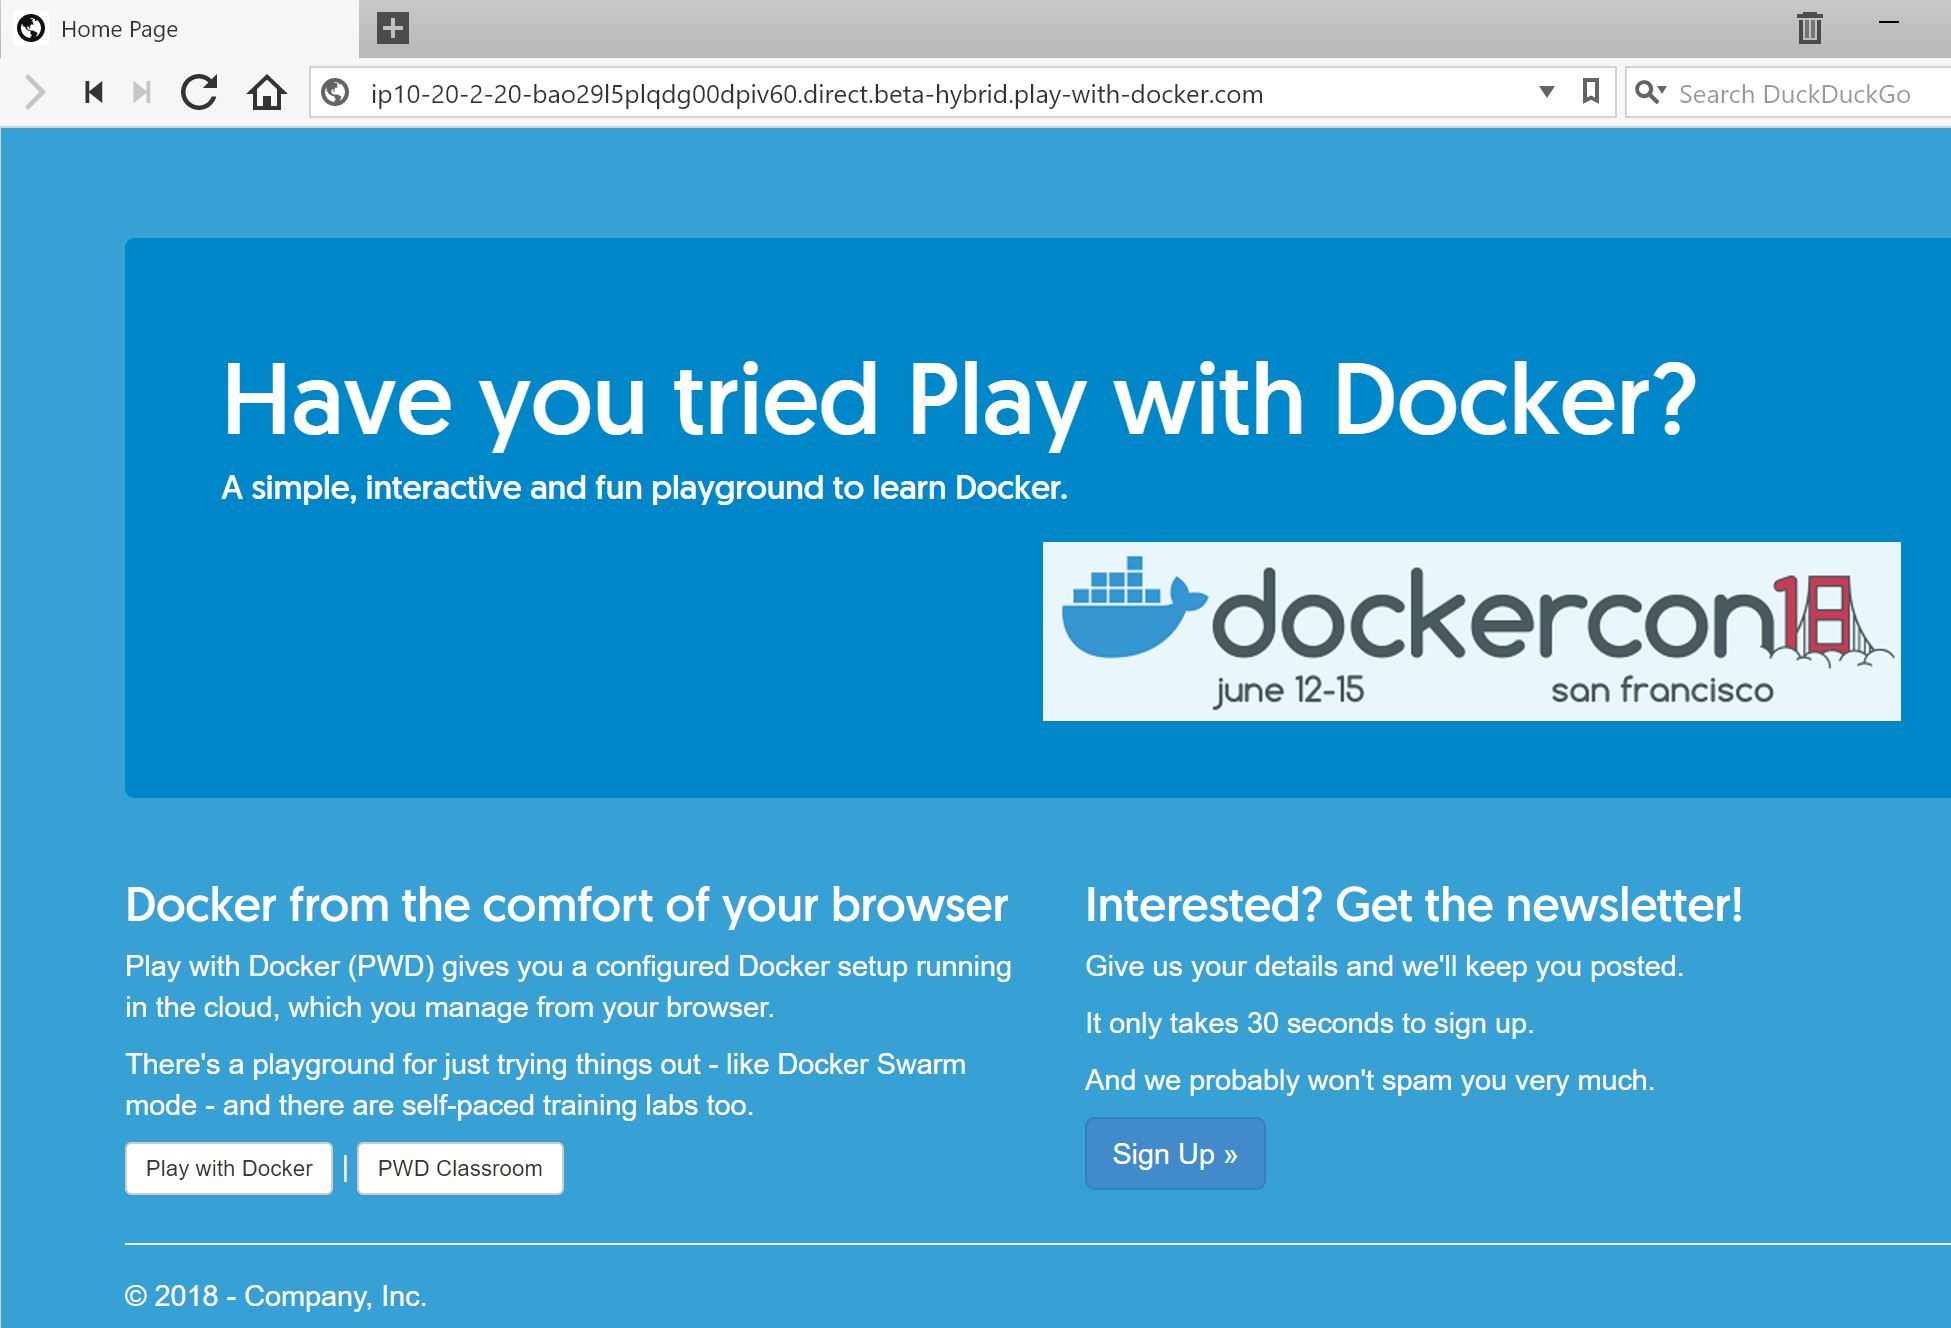 Home Page
ip10-20-2-20-bao29l5plqdg00dpiv60.direct.beta-hybrid.play-with-docker.com
Search DuckDuckGo
Have you tried Play with Docker?
A simple, interactive and fun playground to learn Docker.
dockercon18
june 12-15 san francisco
Docker from the comfort of your browser
Play with Docker (PWD) gives you a configured Docker setup running
in the cloud, which you manage from your browser.
There's a playground for just trying things out - like Docker Swarm
mode - and there are self-paced training labs too.
Play with Docker | PWD Classroom
Interested? Get the newsletter!
Give us your details and we'll keep you posted.
It only takes 30 seconds to sign up.
And we probably won't spam you very much.
Sign Up »
© 2018 - Company, Inc.